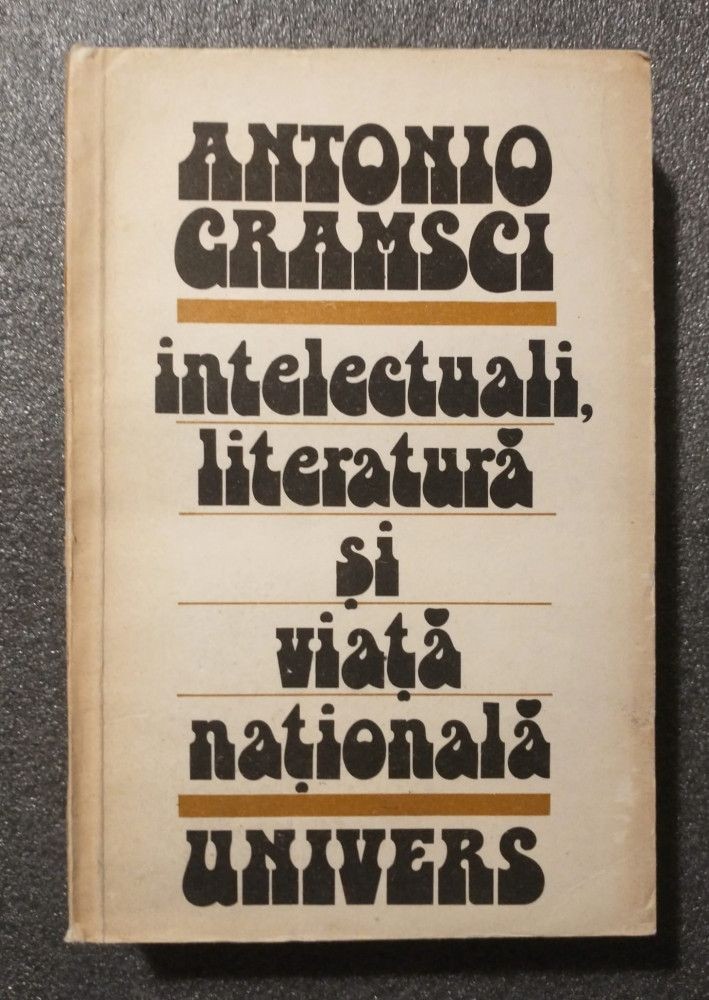 ANTONIO
GRAMSCI
intelectuali,
literatură
și
viață
națională
UNIVERS